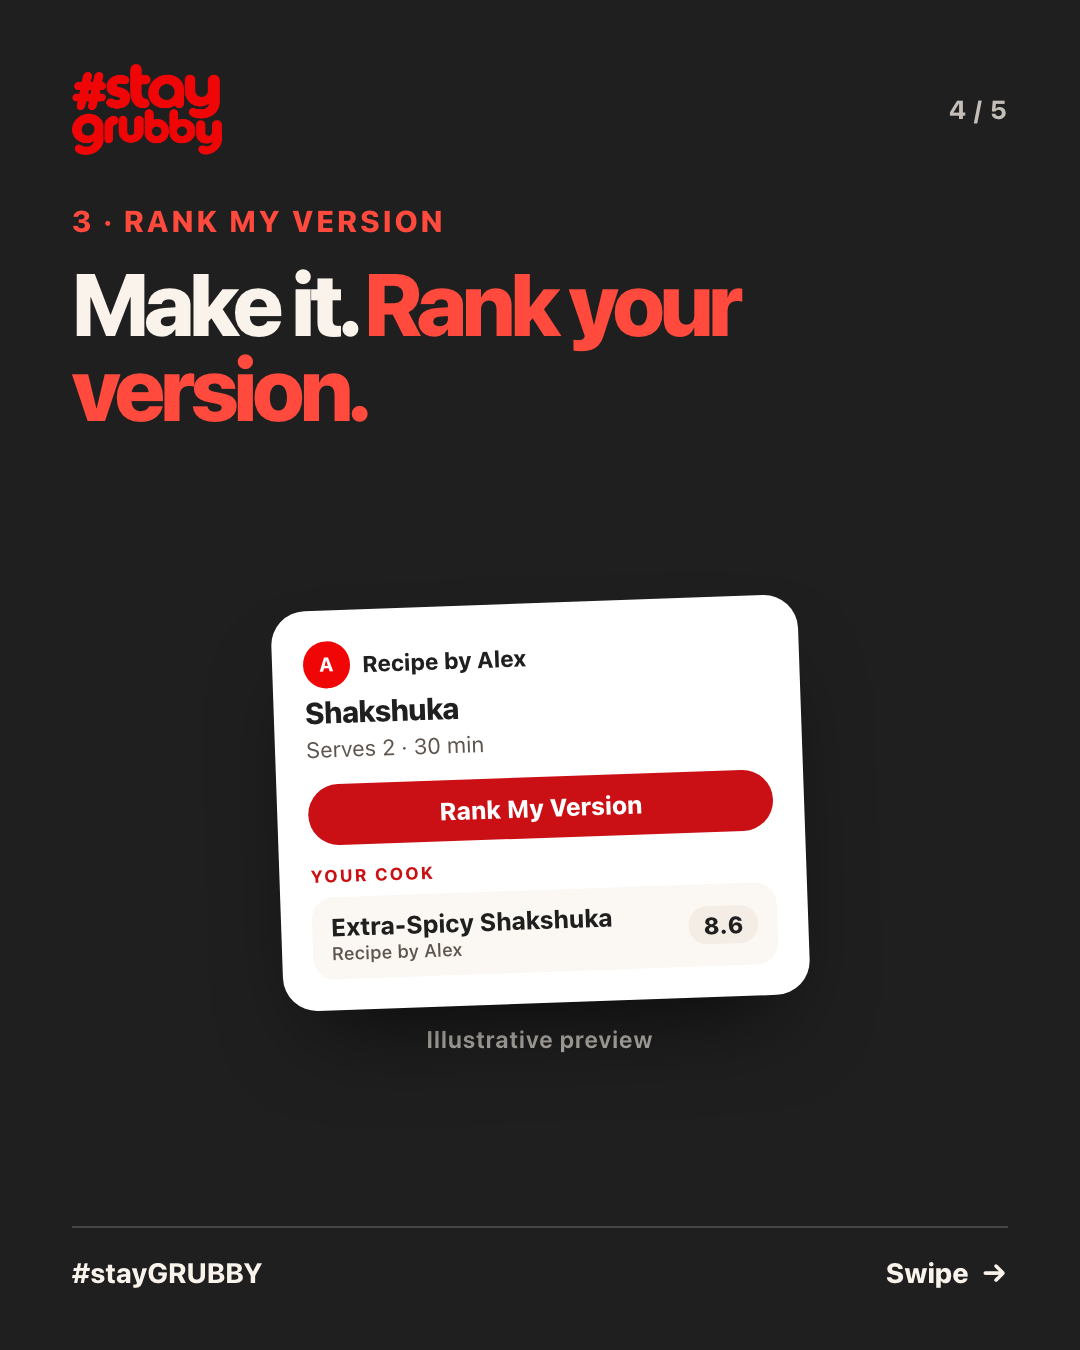 #stay
grubby
4 / 5
3 · RANK MY VERSION
Make it. Rank your
version.
A
Recipe by Alex
Shakshuka
Serves 2 · 30 min
Rank My Version
YOUR COOK
Extra-Spicy Shakshuka
8.6
Recipe by Alex
Illustrative preview
#stayGRUBBY
Swipe →